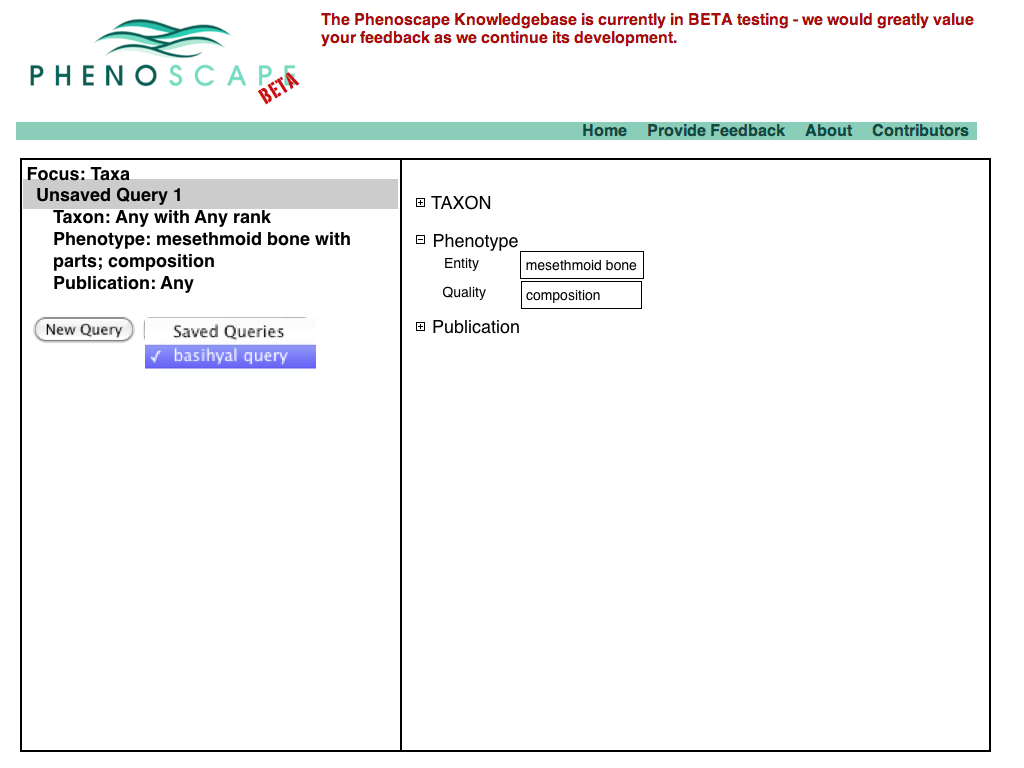 The Phenoscape Knowledgebase is currently in BETA testing - we would greatly value
your feedback as we continue its development.
PHENOSCAPE
BETA
Home Provide Feedback About Contributors
Focus: Taxa
Unsaved Query 1
Taxon: Any with Any rank
Phenotype: mesethmoid bone with
parts; composition
Publication: Any
New Query
Saved Queries
✓ basihyal query
TAXON
Phenotype
Entity mesethmoid bone
Quality composition
Publication